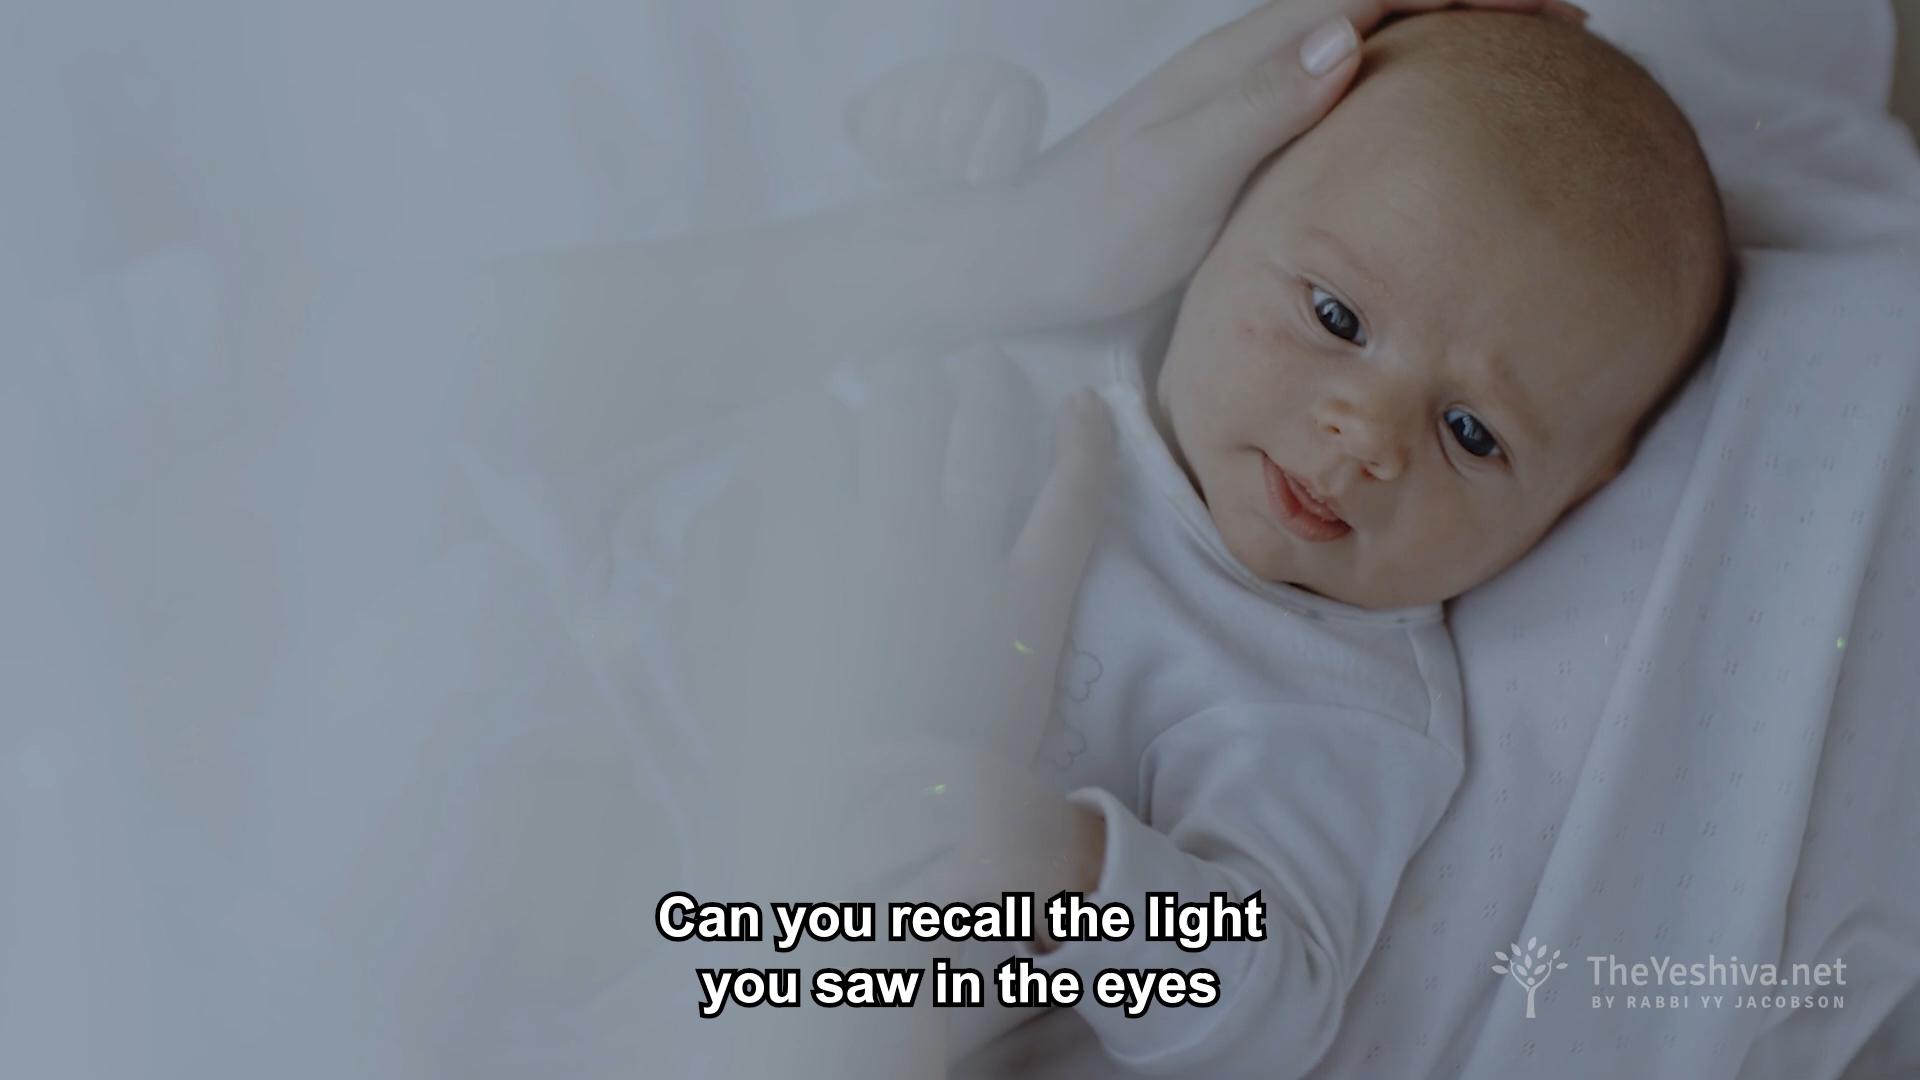 Can you recall the light
you saw in the eyes
TheYeshiva.net
BY RABBI YY JACOBSON